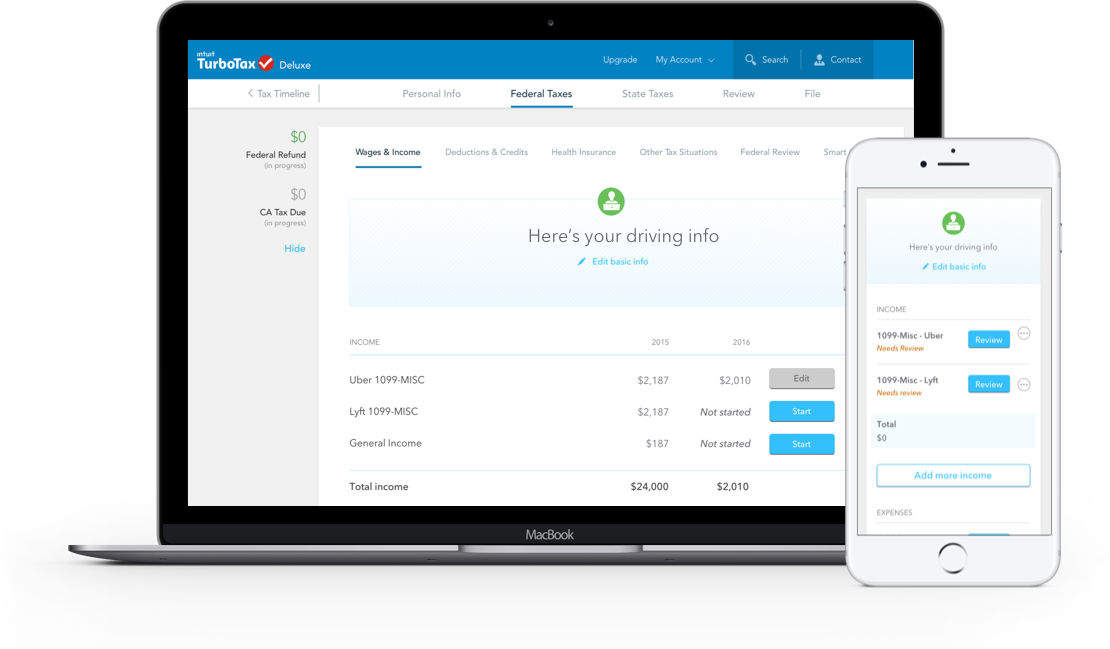 intuit
TurboTax Deluxe
Upgrade My Account Search Contact
Tax Timeline Personal Info Federal Taxes State Taxes Review File
$0
Federal Refund
(in progress)
$0
CA Tax Due
(in progress)
Hide
Wages & Income Deductions & Credits Health Insurance Other Tax Situations Federal Review Smart
Here's your driving info
Edit basic info
INCOME 2015 2016
Uber 1099-MISC $2,187 $2,010 Edit
Lyft 1099-MISC $2,187 Not started Start
General Income $187 Not started Start
Total income $24,000 $2,010
MacBook
Here's your driving info
Edit basic info
INCOME
1099-Misc - Uber
Needs Review
Review
1099-Misc - Lyft
Needs review
Review
Total
$0
Add more income
EXPENSES